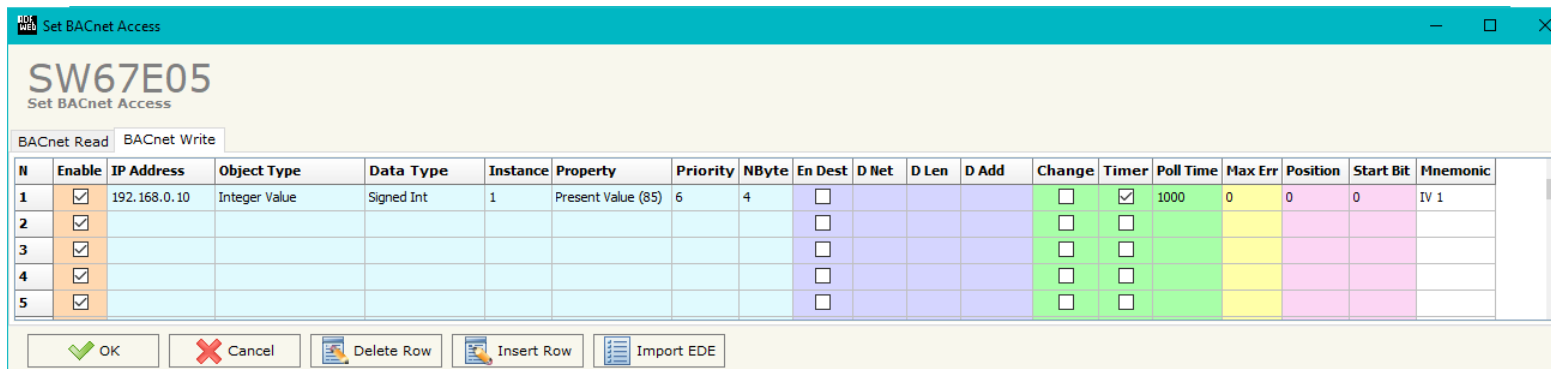 ADF WEB Set BACnet Access
SW67E05
Set BACnet Access
BACnet Read BACnet Write
N Enable IP Address Object Type Data Type Instance Property Priority NByte En Dest D Net D Len D Add Change Timer Poll Time Max Err Position Start Bit Mnemonic
1 192.168.0.10 Integer Value Signed Int 1 Present Value (85) 6 4 1000 0 0 0 IV 1
2
3
4
5
OK Cancel Delete Row Insert Row Import EDE